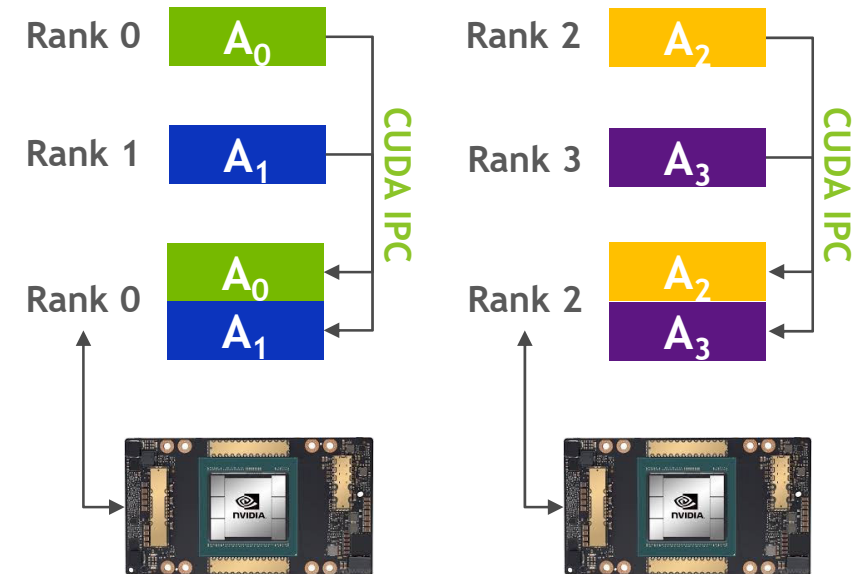 Rank 0 A₀
Rank 1 A₁
CUDA IPC
Rank 0 A₀
A₁
NVIDIA.
Rank 2 A₂
Rank 3 A₃
CUDA IPC
Rank 2 A₂
A₃
NVIDIA.